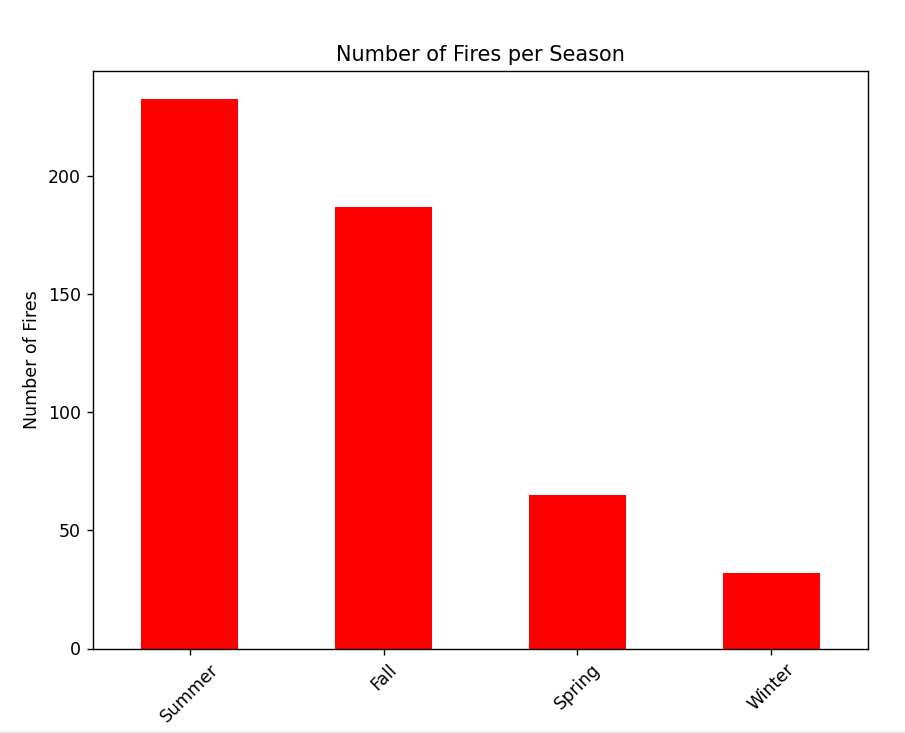 Number of Fires per Season
Number of Fires
200
150
100
50
0
Summer
Fall
Spring
Winter